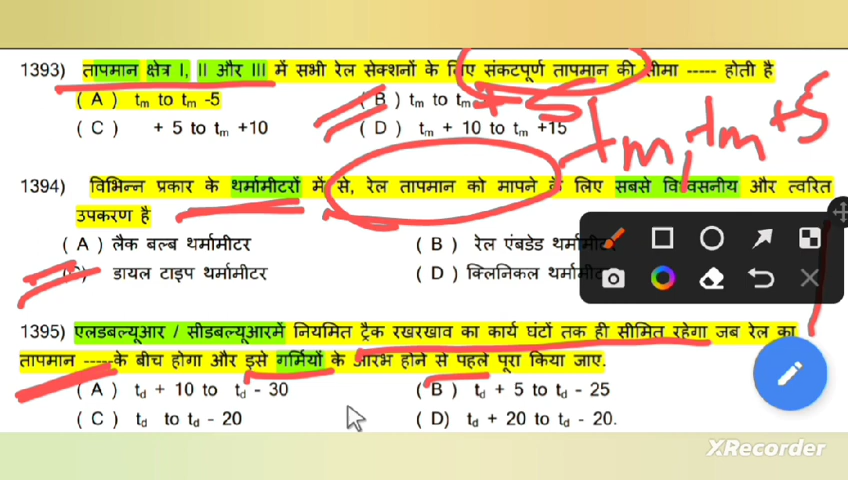 1393) तापमान क्षेत्र I, II और III में सभी रेल सेक्शनों के लिए संकटपूर्ण तापमान की सीमा ----- होती है
( A ) tm to tm -5 ( B ) tm to tm + 5
( C ) + 5 to tm +10 ( D ) tm + 10 to tm +15
tm, tm +5
1394) विभिन्न प्रकार के थर्मामीटरों में से, रेल तापमान को मापने के लिए सबसे विश्वसनीय और त्वरित
उपकरण है
( A ) लैक बल्ब थर्मामीटर ( B ) रेल एंबडेड थर्मामी
डायल टाइप थर्मामीटर ( D ) क्लिनिकल थर्मामी
1395) एलडबल्यूआर / सीडबल्यूआरमें नियमित ट्रैक रखरखाव का कार्य घंटों तक ही सीमित रहेगा जब रेल का
तापमान -----के बीच होगा और इसे गर्मियों के आरंभ होने से पहले पूरा किया जाए.
( A ) td + 10 to td - 30 ( B ) td + 5 to td - 25
( C ) td to td - 20 ( D) td + 20 to td - 20.
XRecorder